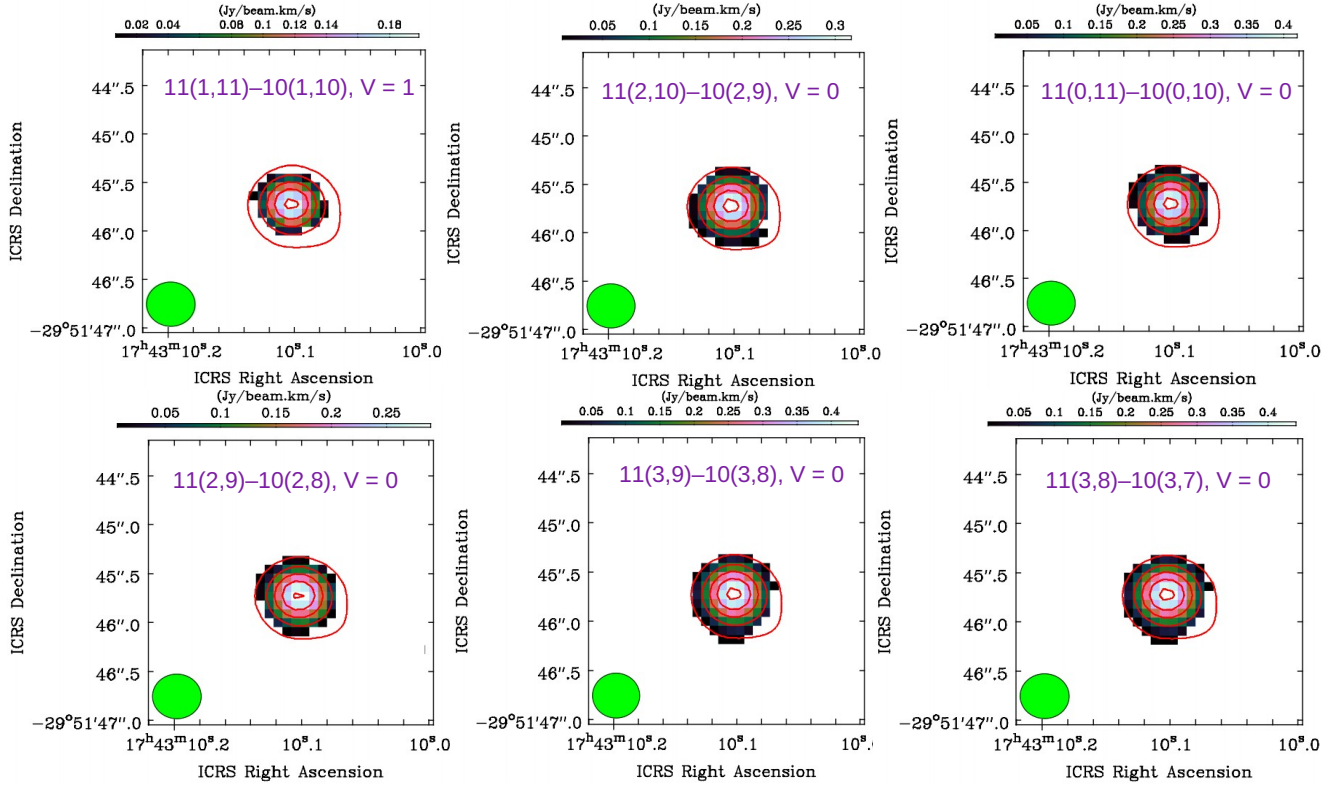 (Jy/beam.km/s)
0.02 0.04 0.08 0.1 0.12 0.14 0.18
11(1,11)–10(1,10), V = 1
44″.5
45″.0
45″.5
46″.0
46″.5
−29°51′47″.0
ICRS Declination
17ʰ43ᵐ10ˢ.2 10ˢ.1 10ˢ.0
ICRS Right Ascension
(Jy/beam.km/s)
0.05 0.1 0.15 0.2 0.25 0.3
11(2,10)–10(2,9), V = 0
44″.5
45″.0
45″.5
46″.0
46″.5
−29°51′47″.0
ICRS Declination
17ʰ43ᵐ10ˢ.2 10ˢ.1 10ˢ.0
ICRS Right Ascension
(Jy/beam.km/s)
0.05 0.1 0.15 0.2 0.25 0.3 0.35 0.4
11(0,11)–10(0,10), V = 0
44″.5
45″.0
45″.5
46″.0
46″.5
−29°51′47″.0
ICRS Declination
17ʰ43ᵐ10ˢ.2 10ˢ.1 10ˢ.0
ICRS Right Ascension
(Jy/beam.km/s)
0.05 0.1 0.15 0.2 0.25
11(2,9)–10(2,8), V = 0
44″.5
45″.0
45″.5
46″.0
46″.5
−29°51′47″.0
ICRS Declination
17ʰ43ᵐ10ˢ.2 10ˢ.1 10ˢ.0
ICRS Right Ascension
(Jy/beam.km/s)
0.05 0.1 0.15 0.2 0.25 0.3 0.35 0.4
11(3,9)–10(3,8), V = 0
44″.5
45″.0
45″.5
46″.0
46″.5
−29°51′47″.0
ICRS Declination
17ʰ43ᵐ10ˢ.2 10ˢ.1 10ˢ.0
ICRS Right Ascension
(Jy/beam.km/s)
0.05 0.1 0.15 0.2 0.25 0.3 0.35 0.4
11(3,8)–10(3,7), V = 0
44″.5
45″.0
45″.5
46″.0
46″.5
−29°51′47″.0
ICRS Declination
17ʰ43ᵐ10ˢ.2 10ˢ.1 10ˢ.0
ICRS Right Ascension